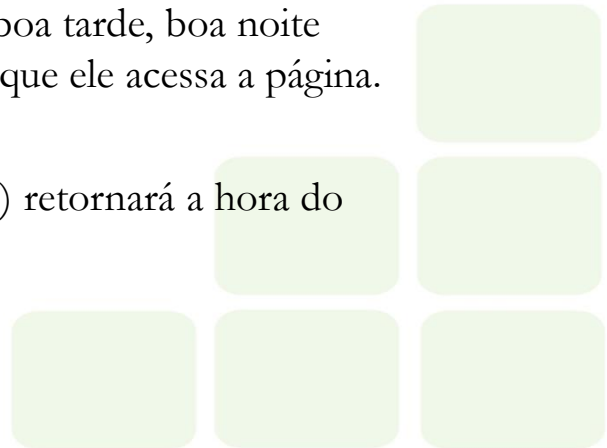 boa tarde, boa noite
que ele acessa a página.
) retornará a hora do